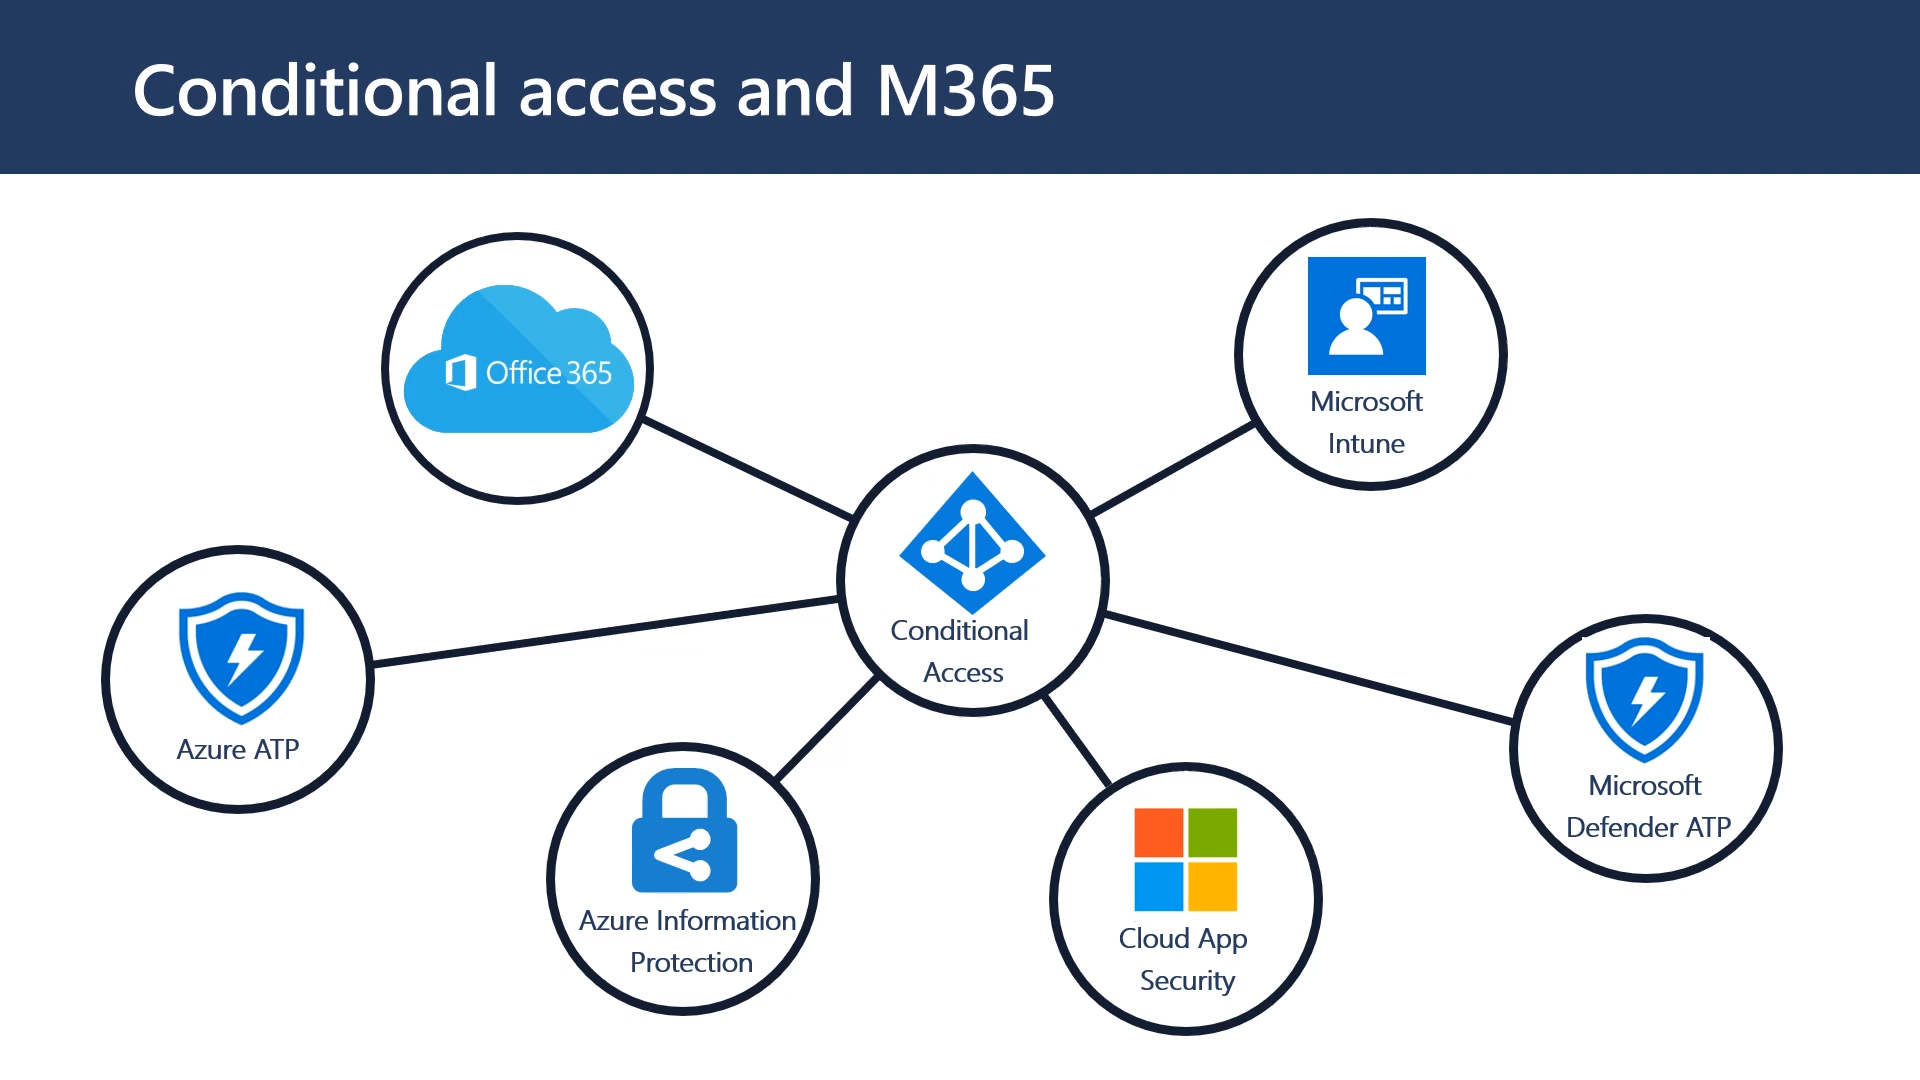 Conditional access and M365
Office 365
Microsoft
Intune
Conditional
Access
Azure ATP
Microsoft
Defender ATP
Azure Information
Protection
Cloud App
Security